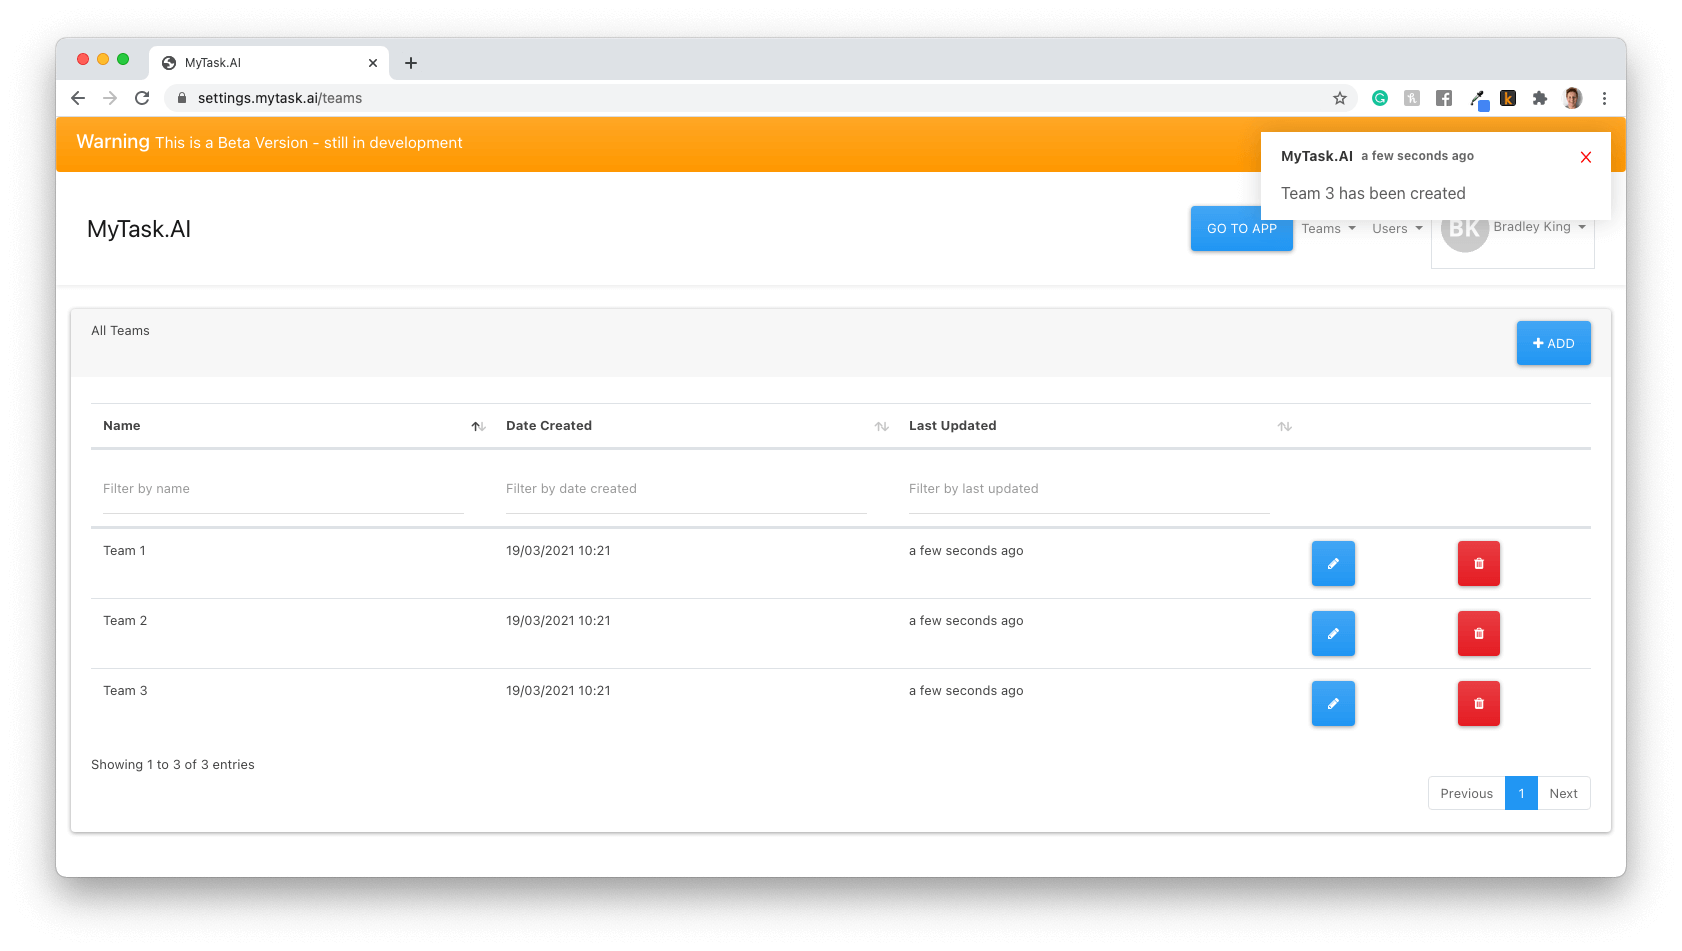 MyTask.AI
settings.mytask.ai/teams
Warning This is a Beta Version - still in development
MyTask.AI a few seconds ago
Team 3 has been created
MyTask.AI
GO TO APP
Teams
Users
BK
Bradley King
All Teams
ADD
Name
Date Created
Last Updated
Filter by name
Filter by date created
Filter by last updated
Team 1 19/03/2021 10:21 a few seconds ago
Team 2 19/03/2021 10:21 a few seconds ago
Team 3 19/03/2021 10:21 a few seconds ago
Showing 1 to 3 of 3 entries
Previous 1 Next